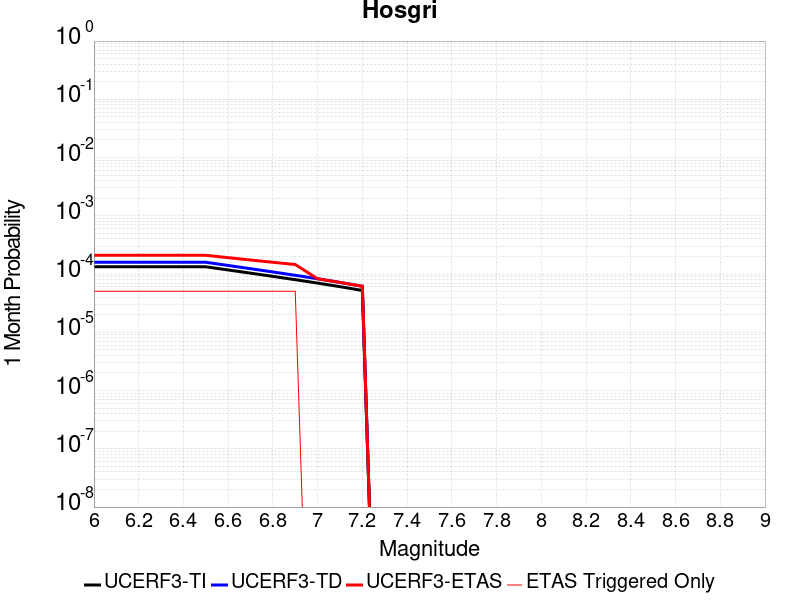 Hosgri
10^0
10^-1
10^-2
10^-3
10^-4
10^-5
10^-6
10^-7
10^-8
1 Month Probability
6 6.2 6.4 6.6 6.8 7 7.2 7.4 7.6 7.8 8 8.2 8.4 8.6 8.8 9
Magnitude
UCERF3-TI UCERF3-TD UCERF3-ETAS ETAS Triggered Only